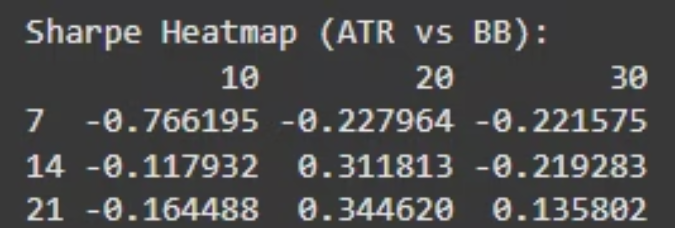 Sharpe Heatmap (ATR vs BB):
10 20 30
7 -0.766195 -0.227964 -0.221575
14 -0.117932 0.311813 -0.219283
21 -0.164488 0.344620 0.135802